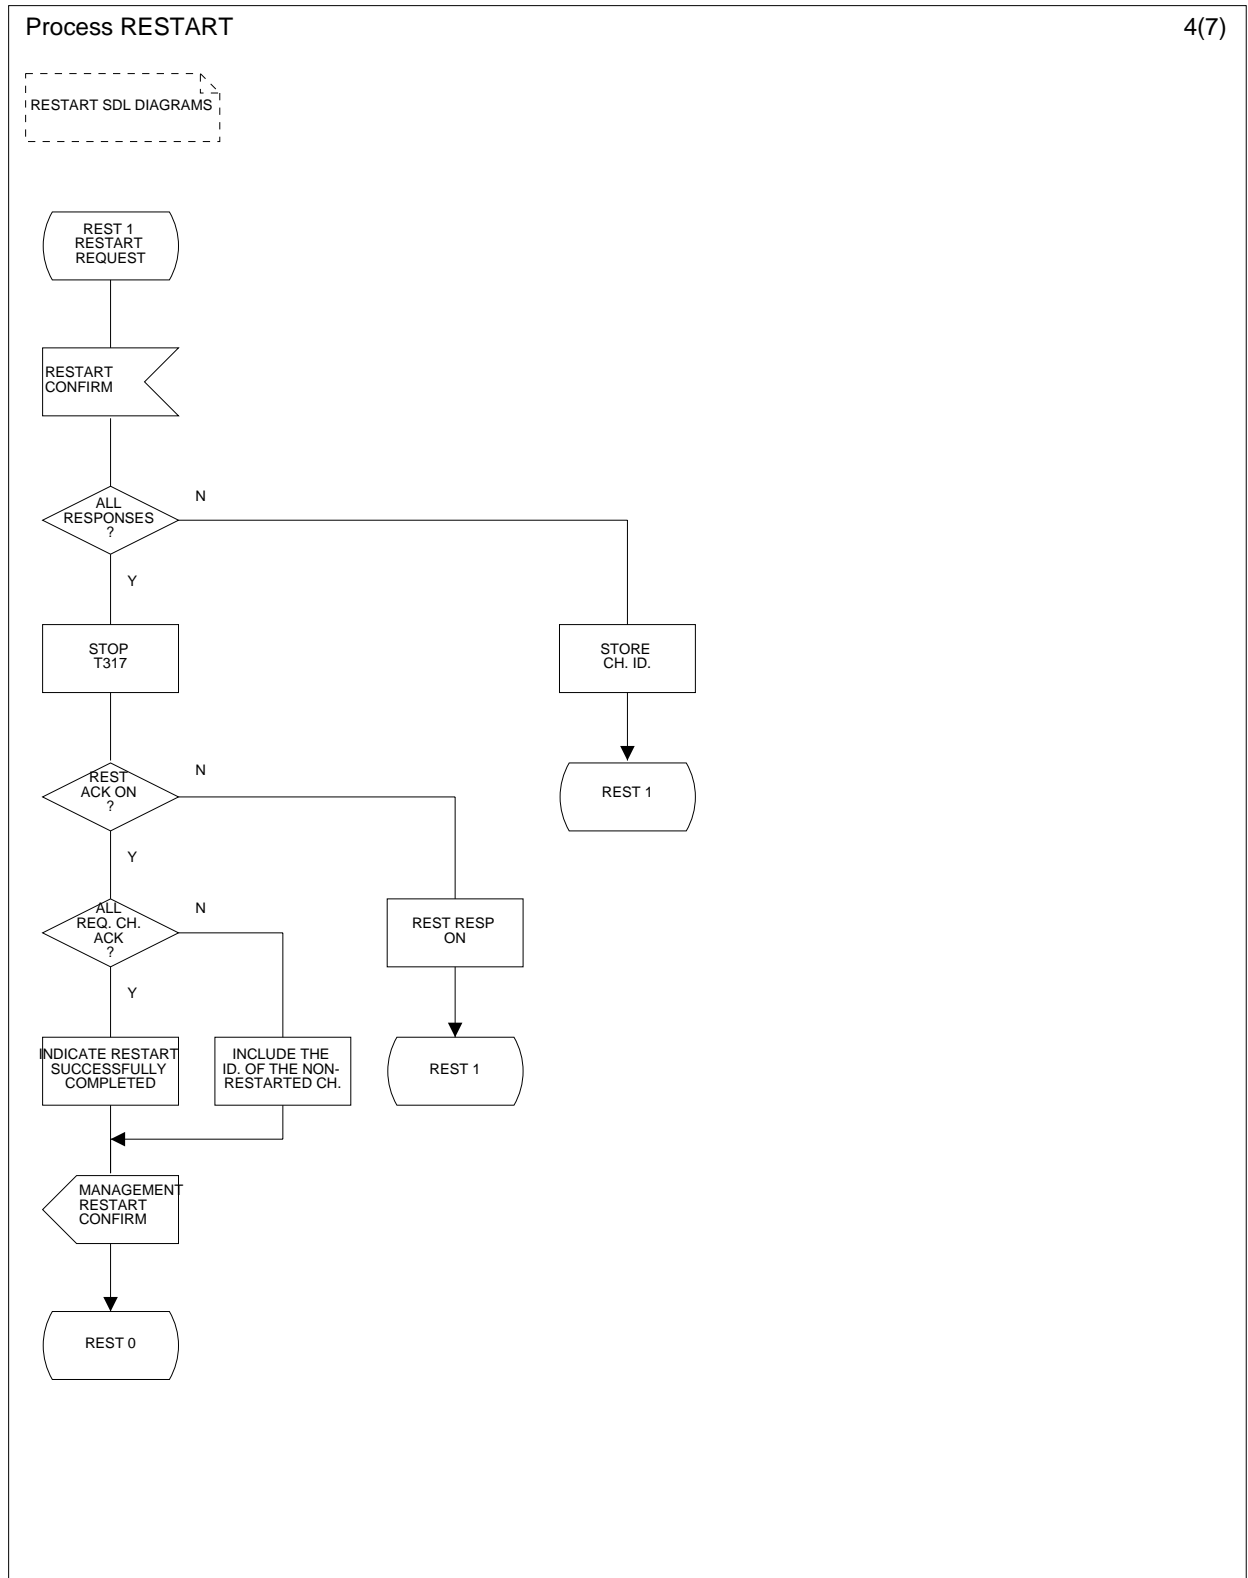 Process RESTART
4(7)
RESTART SDL DIAGRAMS
REST 1
RESTART
REQUEST
RESTART
CONFIRM
ALL
RESPONSES
?
N
Y
STOP
T317
STORE
CH. ID.
REST
ACK ON
?
N
REST 1
Y
ALL
REQ. CH.
ACK
?
N
REST RESP
ON
Y
INDICATE RESTART
SUCCESSFULLY
COMPLETED
INCLUDE THE
ID. OF THE NON-
RESTARTED CH.
REST 1
MANAGEMENT
RESTART
CONFIRM
REST 0